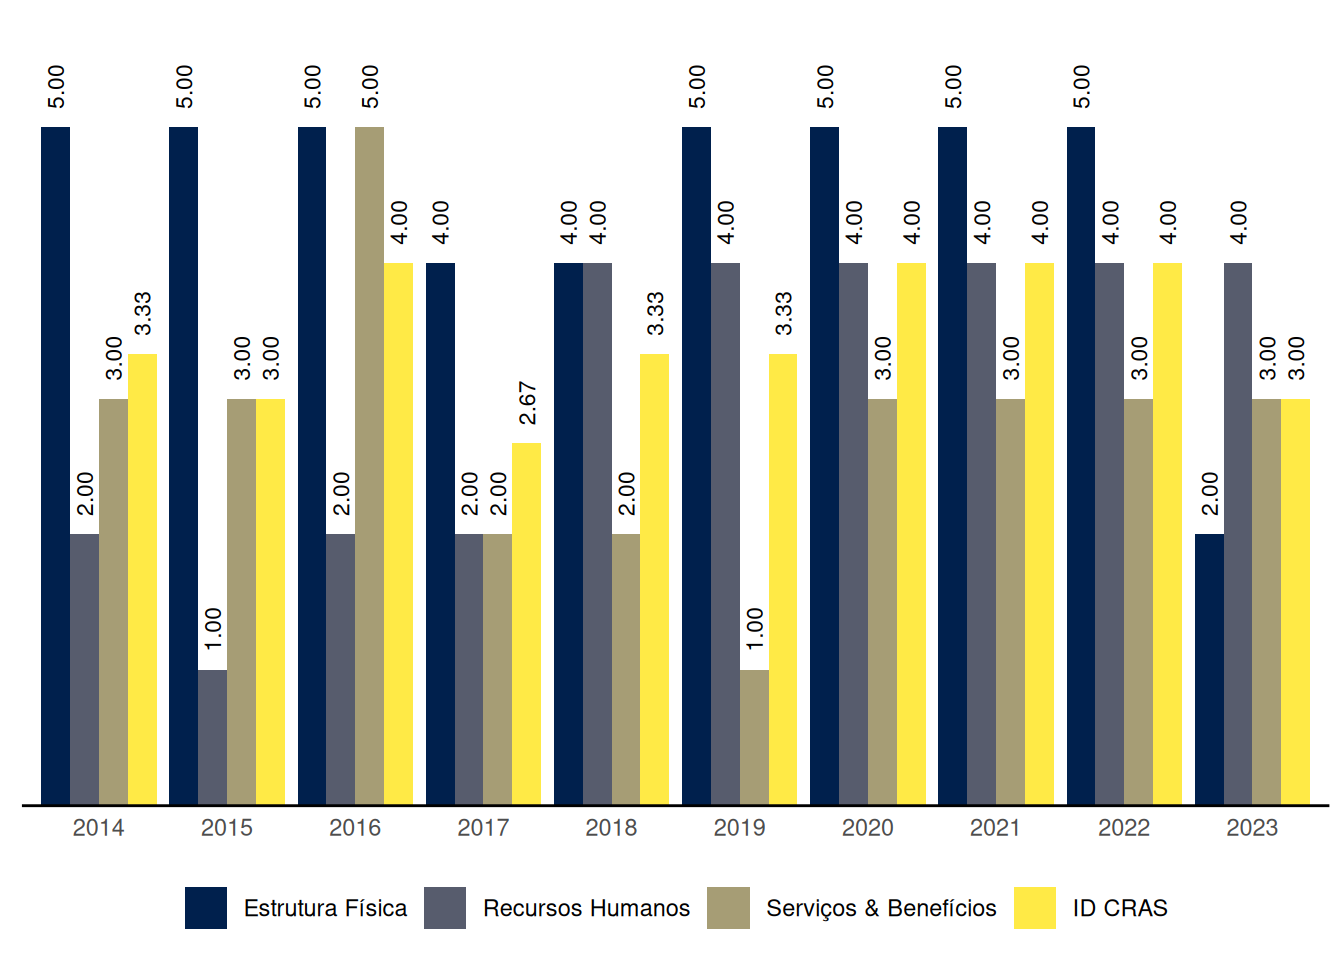 5.00 2.00 3.00 3.33 5.00 1.00 3.00 3.00 5.00 2.00 5.00 4.00 4.00 2.00 2.00 2.67 4.00 4.00 2.00 3.33 5.00 4.00 1.00 3.33 5.00 4.00 3.00 4.00 5.00 4.00 3.00 4.00 5.00 4.00 3.00 4.00 2.00 4.00 3.00 3.00
2014 2015 2016 2017 2018 2019 2020 2021 2022 2023
Estrutura Física Recursos Humanos Serviços & Benefícios ID CRAS